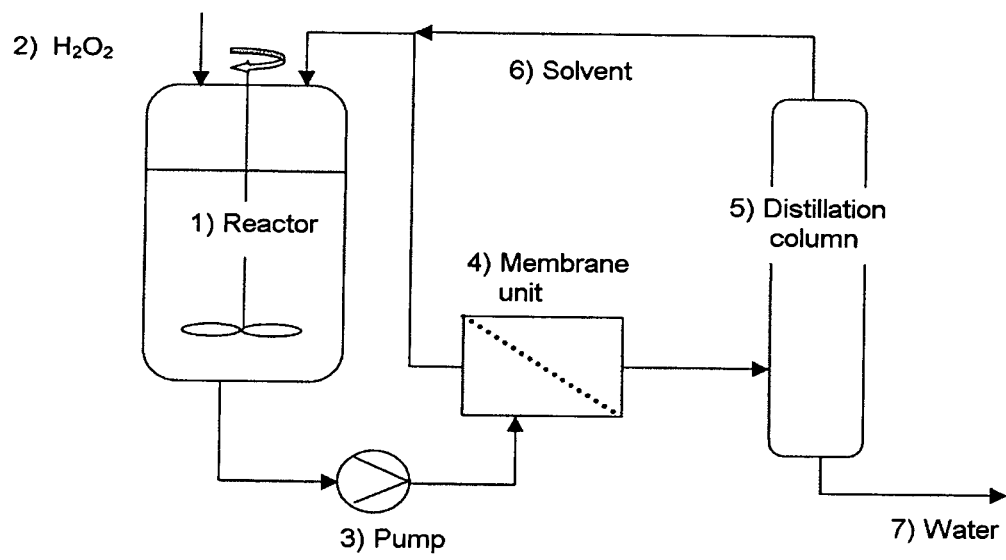 2) H₂O₂
6) Solvent
1) Reactor
5) Distillation
column
4) Membrane
unit
3) Pump
7) Water